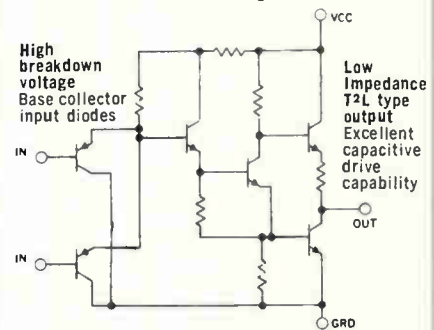 VCC
High
breakdown
voltage
Base collector
input diodes
Low
Impedance
T²L type
output
Excellent
capacitive
drive
capability
IN
OUT
IN
GRD